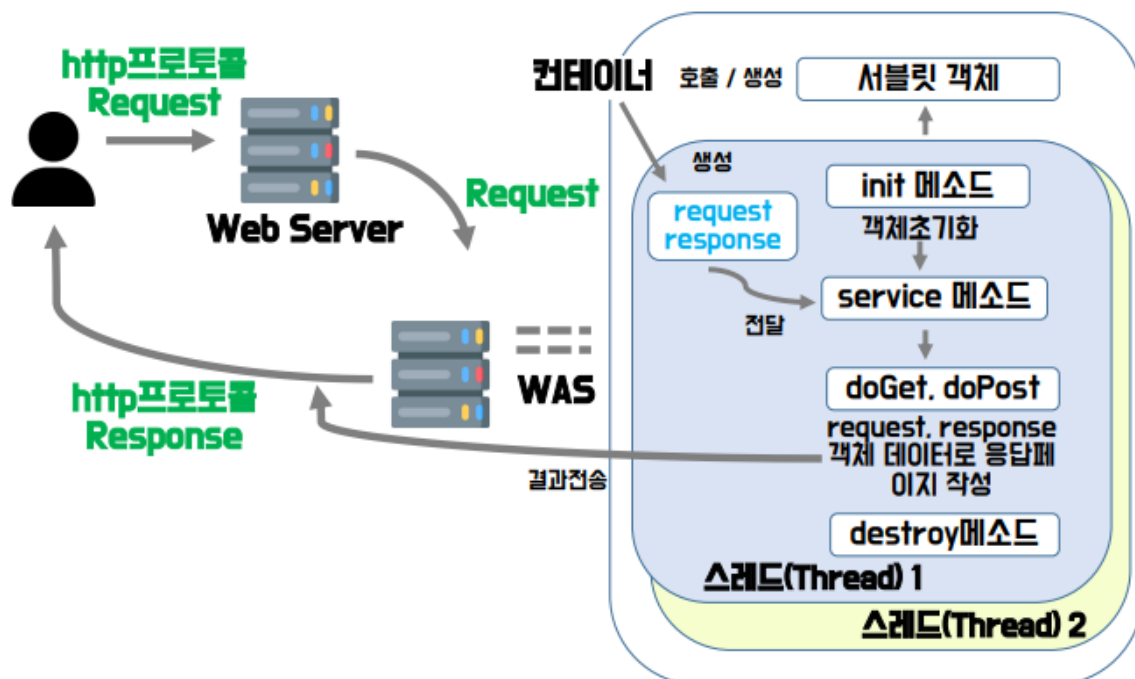 http프로토콜
Request
Web Server
Request
WAS
http프로토콜
Response
결과전송
컨테이너
호출 / 생성
서블릿 객체
생성
request
response
전달
init 메소드
객체초기화
service 메소드
doGet, doPost
request, response
객체 데이터로 응답페
이지 작성
destroy메소드
스레드(Thread) 1
스레드(Thread) 2